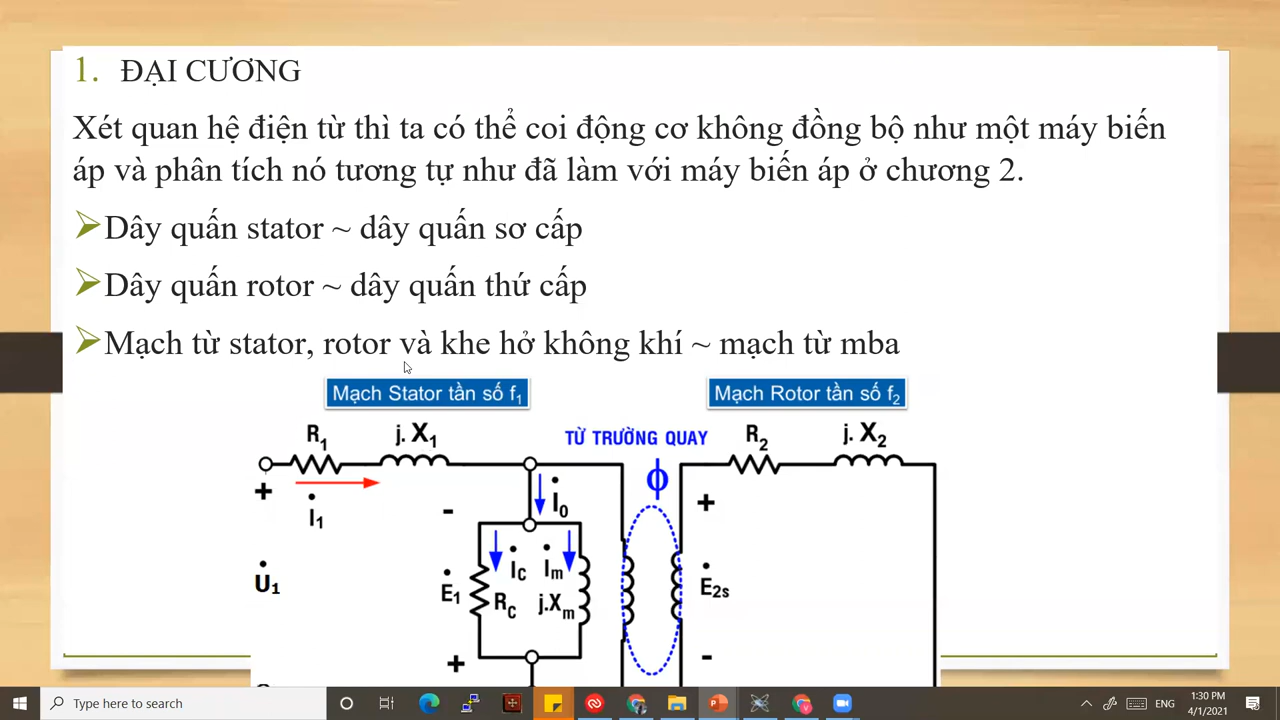 1. ĐẠI CƯƠNG
Xét quan hệ điện từ thì ta có thể coi động cơ không đồng bộ như một máy biến
áp và phân tích nó tương tự như đã làm với máy biến áp ở chương 2.
Dây quấn stator ~ dây quấn sơ cấp
Dây quấn rotor ~ dây quấn thứ cấp
Mạch từ stator, rotor và khe hở không khí ~ mạch từ mba
Mạch Stator tần số f₁
Mạch Rotor tần số f₂
R₁
j. X₁
TỪ TRƯỜNG QUAY
R₂
j. X₂
ϕ
+
İ₁
-
İ₀
+
U̇₁
Ė₁
İ_C
İ_m
R_C
j.X_m
Ė₂s
+
-
Type here to search
ENG
1:30 PM
4/1/2021